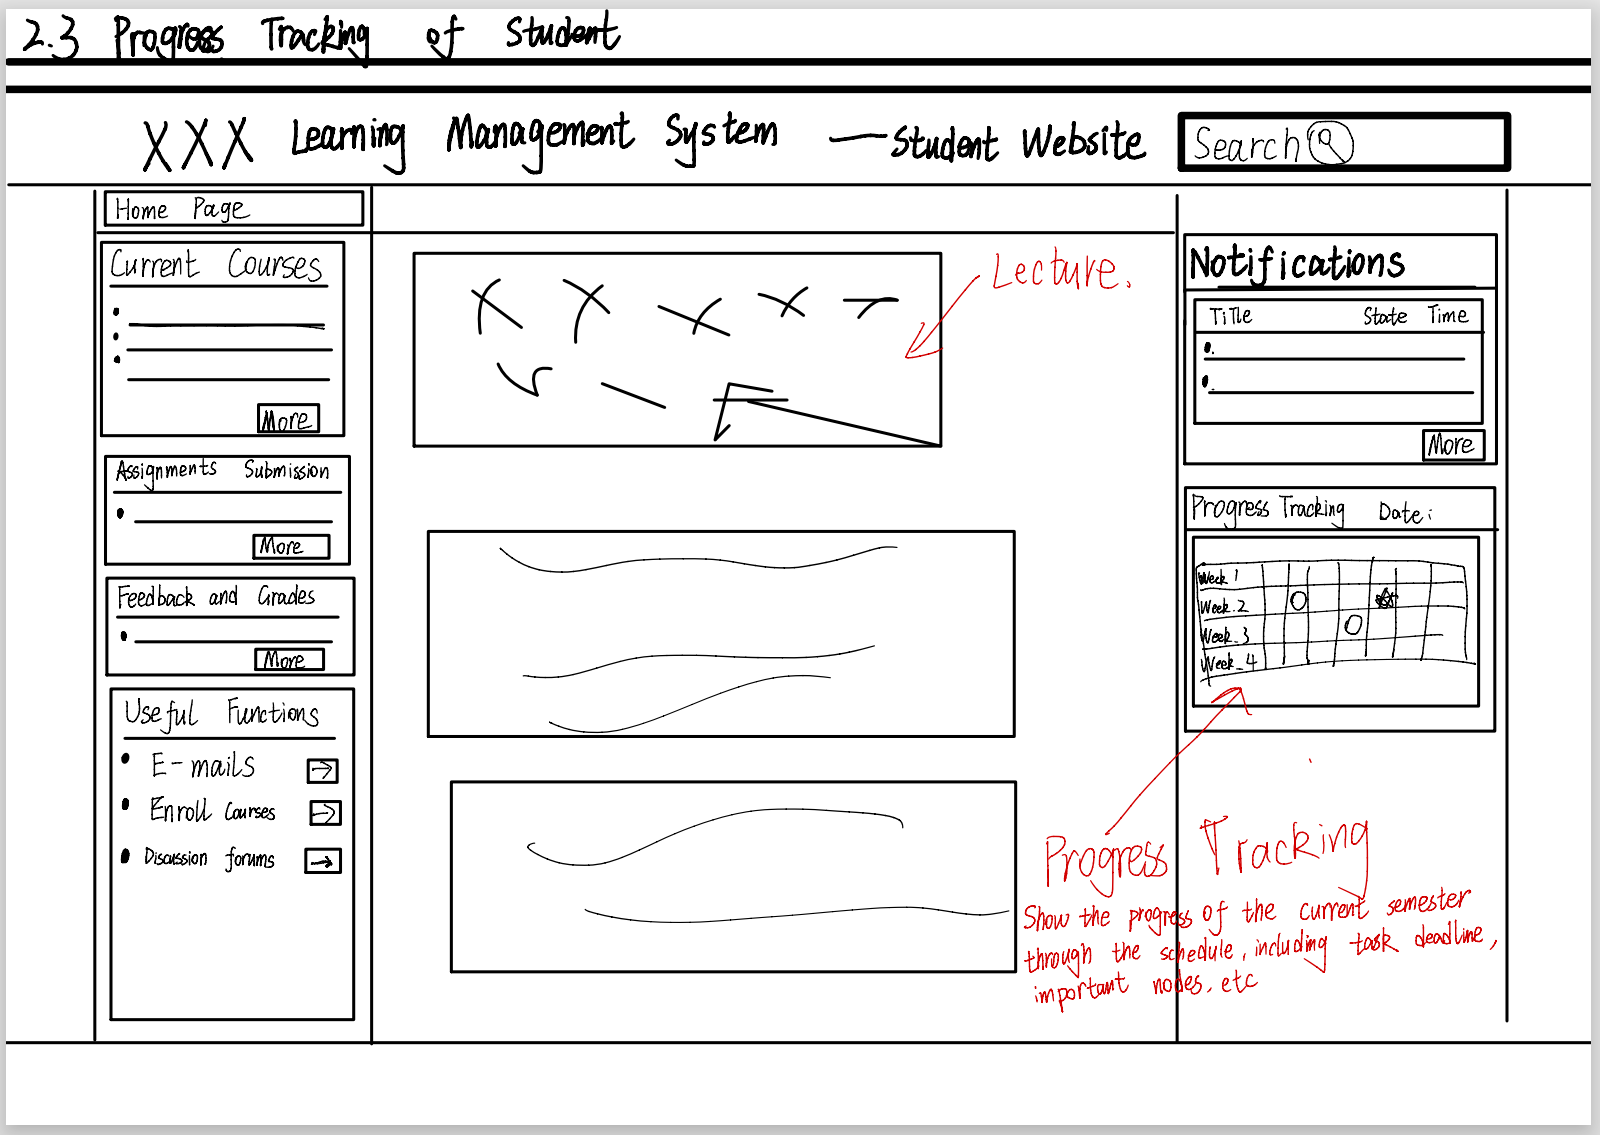 2.3 Progress Tracking of Student
XXX Learning Management System — Student Website
Search
Home Page
Current Courses
More
Assignments Submission
More
Feedback and Grades
More
Useful Functions
E-mails
Enroll Courses
Discussion forums
Lecture.
Notifications
Title State Time
More
Progress Tracking Date:
Week 1
Week.2
Week.3
Week_4
Progress Tracking
Show the progress of the current semester
through the schedule, including task deadline,
important nodes, etc